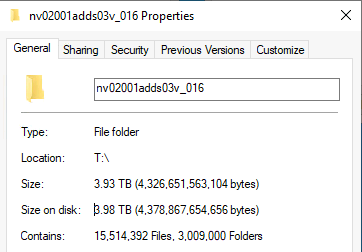 nv02001adds03v_016 Properties
General Sharing Security Previous Versions Customize
nv02001adds03v_016
Type: File folder
Location: T:\
Size: 3.93 TB (4,326,651,563,104 bytes)
Size on disk: 3.98 TB (4,378,867,654,656 bytes)
Contains: 15,514,392 Files, 3,009,000 Folders